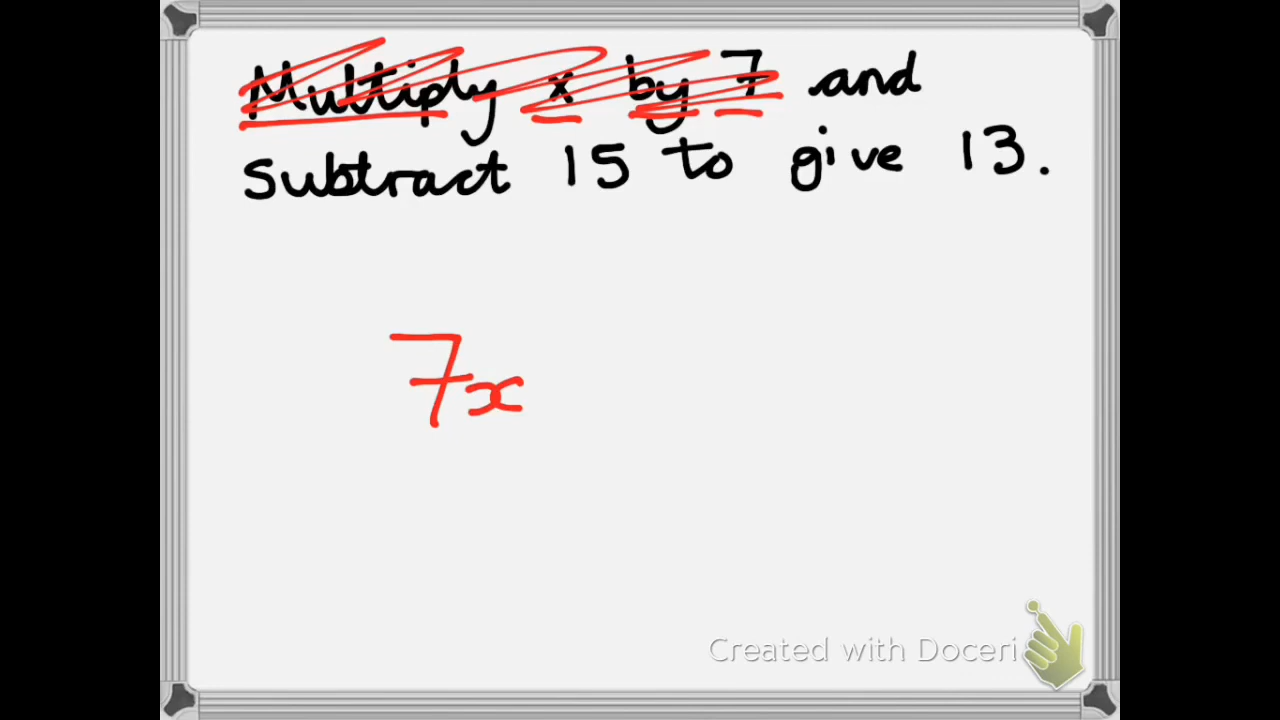 Multiply x by 7 and
subtract 15 to give 13.
7x
Created with Doceri